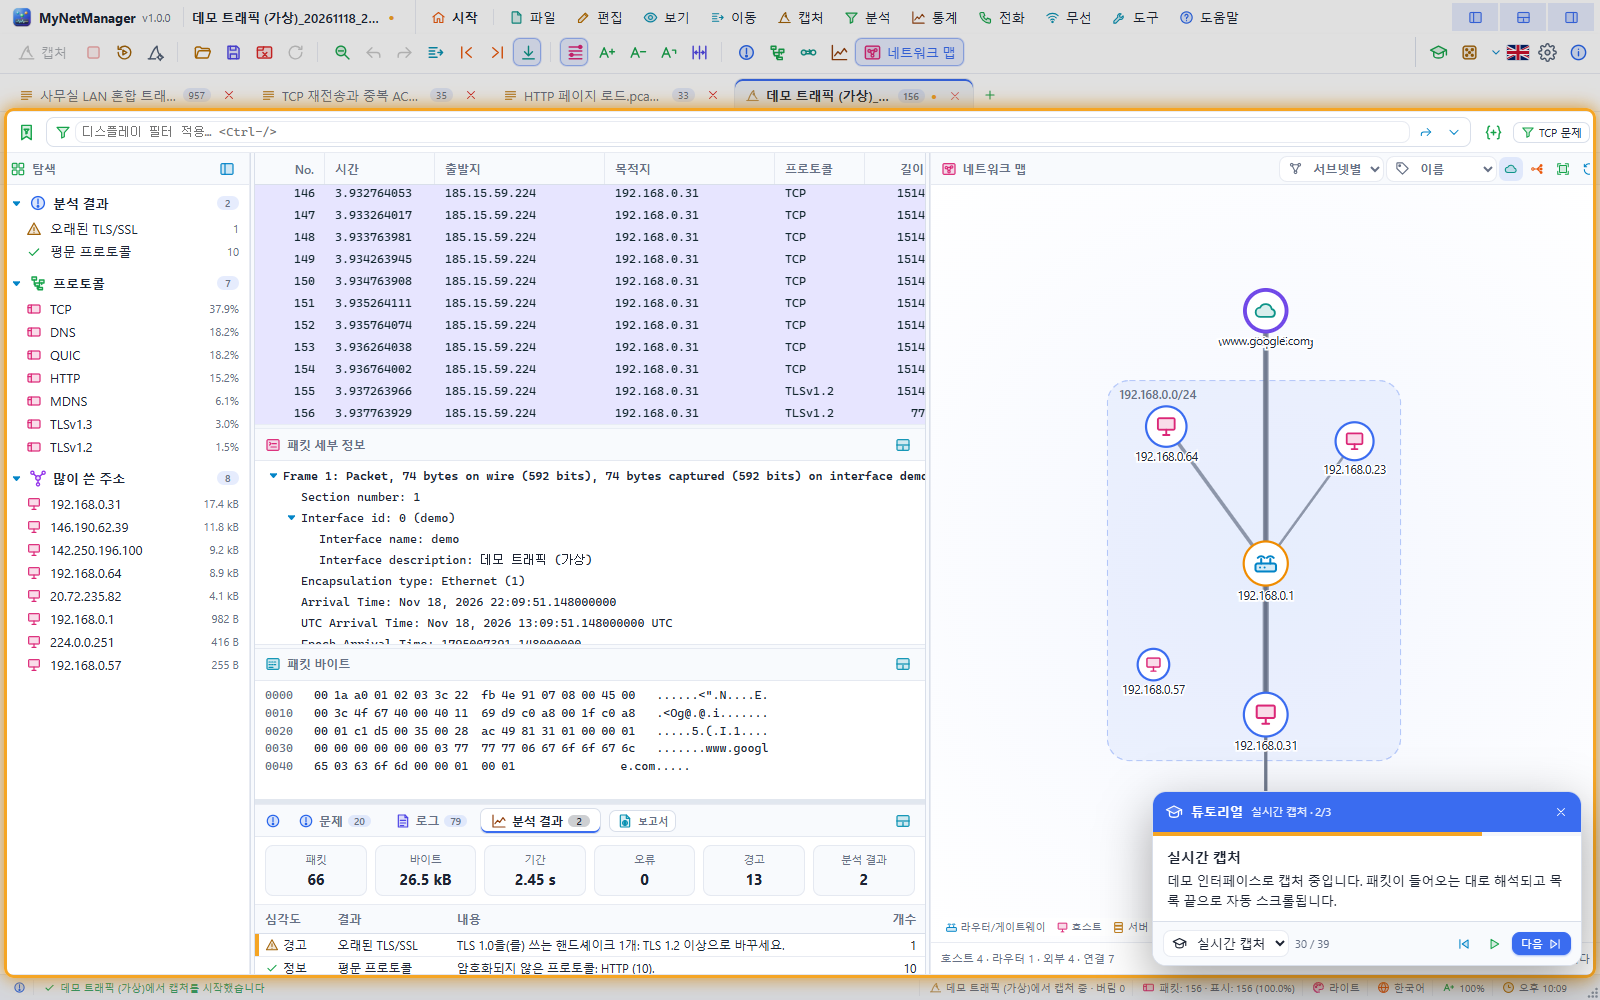 MyNetManager v1.0.0 데모 트래픽 (가상)_20261118_2... 시작 파일 편집 보기 이동 캡처 분석 통계 전화 무선 도구 도움말
캡처 A+ A- 네트워크 맵
사무실 LAN 혼합 트래... 957 TCP 재전송과 중복 AC... 35 HTTP 페이지 로드.pca... 33 데모 트래픽 (가상)_... 156
디스플레이 필터 적용… <Ctrl-/> TCP 문제
탐색
분석 결과 2
오래된 TLS/SSL 1
평문 프로토콜 10
프로토콜 7
TCP 37.9%
DNS 18.2%
QUIC 18.2%
HTTP 15.2%
MDNS 6.1%
TLSv1.3 3.0%
TLSv1.2 1.5%
많이 쓴 주소 8
192.168.0.31 17.4 kB
146.190.62.39 11.8 kB
142.250.196.100 9.2 kB
192.168.0.64 8.9 kB
20.72.235.82 4.1 kB
192.168.0.1 982 B
224.0.0.251 416 B
192.168.0.57 255 B
No. 시간 출발지 목적지 프로토콜 길이
146 3.932764053 185.15.59.224 192.168.0.31 TCP 1514
147 3.933264017 185.15.59.224 192.168.0.31 TCP 1514
148 3.933763981 185.15.59.224 192.168.0.31 TCP 1514
149 3.934263945 185.15.59.224 192.168.0.31 TCP 1514
150 3.934763908 185.15.59.224 192.168.0.31 TCP 1514
151 3.935264111 185.15.59.224 192.168.0.31 TCP 1514
152 3.935764074 185.15.59.224 192.168.0.31 TCP 1514
153 3.936264038 185.15.59.224 192.168.0.31 TCP 1514
154 3.936764002 185.15.59.224 192.168.0.31 TCP 1514
155 3.937263966 185.15.59.224 192.168.0.31 TLSv1.2 1514
156 3.937763929 185.15.59.224 192.168.0.31 TLSv1.2 77
패킷 세부 정보
Frame 1: Packet, 74 bytes on wire (592 bits), 74 bytes captured (592 bits) on interface demo
Section number: 1
Interface id: 0 (demo)
Interface name: demo
Interface description: 데모 트래픽 (가상)
Encapsulation type: Ethernet (1)
Arrival Time: Nov 18, 2026 22:09:51.148000000
UTC Arrival Time: Nov 18, 2026 13:09:51.148000000 UTC
Epoch Arrival Time: 1795007391.148000000
패킷 바이트
0000 00 1a a0 01 02 03 3c 22 fb 4e 91 07 08 00 45 00 ......<".N....E.
0010 00 3c 4f 67 40 00 40 11 69 d9 c0 a8 00 1f c0 a8 .<Og@.@.i.......
0020 00 01 c1 d5 00 35 00 28 ac 49 81 31 01 00 00 01 .....5.(.I.1....
0030 00 00 00 00 00 00 03 77 77 77 06 67 6f 6f 67 6c .......www.googl
0040 65 03 63 6f 6d 00 00 01 00 01 e.com.....
문제 20 로그 79 분석 결과 2 보고서
패킷 66
바이트 26.5 kB
기간 2.45 s
오류 0
경고 13
분석 결과 2
심각도 결과 내용 개수
경고 오래된 TLS/SSL TLS 1.0을(를) 쓰는 핸드셰이크 1개: TLS 1.2 이상으로 바꾸세요. 1
정보 평문 프로토콜 암호화되지 않은 프로토콜: HTTP (10). 10
네트워크 맵 서브넷별 이름
www.google.com
192.168.0.0/24
192.168.0.64
192.168.0.23
192.168.0.1
192.168.0.57
192.168.0.31
라우터/게이트웨이 호스트 서버
호스트 4 · 라우터 1 · 외부 4 · 연결 7
튜토리얼 실시간 캡처 · 2/3
실시간 캡처
데모 인터페이스로 캡처 중입니다. 패킷이 들어오는 대로 해석되고 목
록 끝으로 자동 스크롤됩니다.
실시간 캡처 30 / 39 다음
데모 트래픽 (가상)에서 캡처를 시작했습니다 데모 트래픽 (가상)에서 캡처 중 · 버림 0 패킷: 156 · 표시: 156 (100.0%) 라이트 한국어 100% 오후 10:09